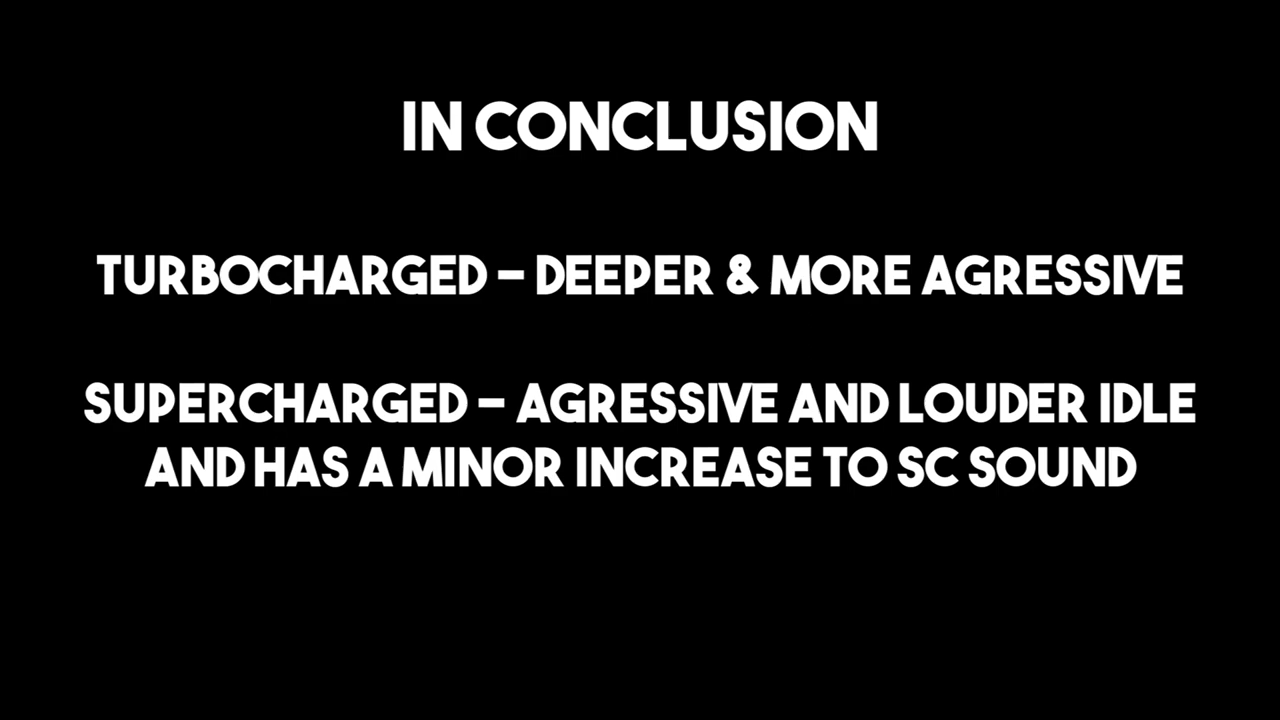 IN CONCLUSION
TURBOCHARGED – DEEPER & MORE AGRESSIVE
SUPERCHARGED – AGRESSIVE AND LOUDER IDLE
AND HAS A MINOR INCREASE TO SC SOUND